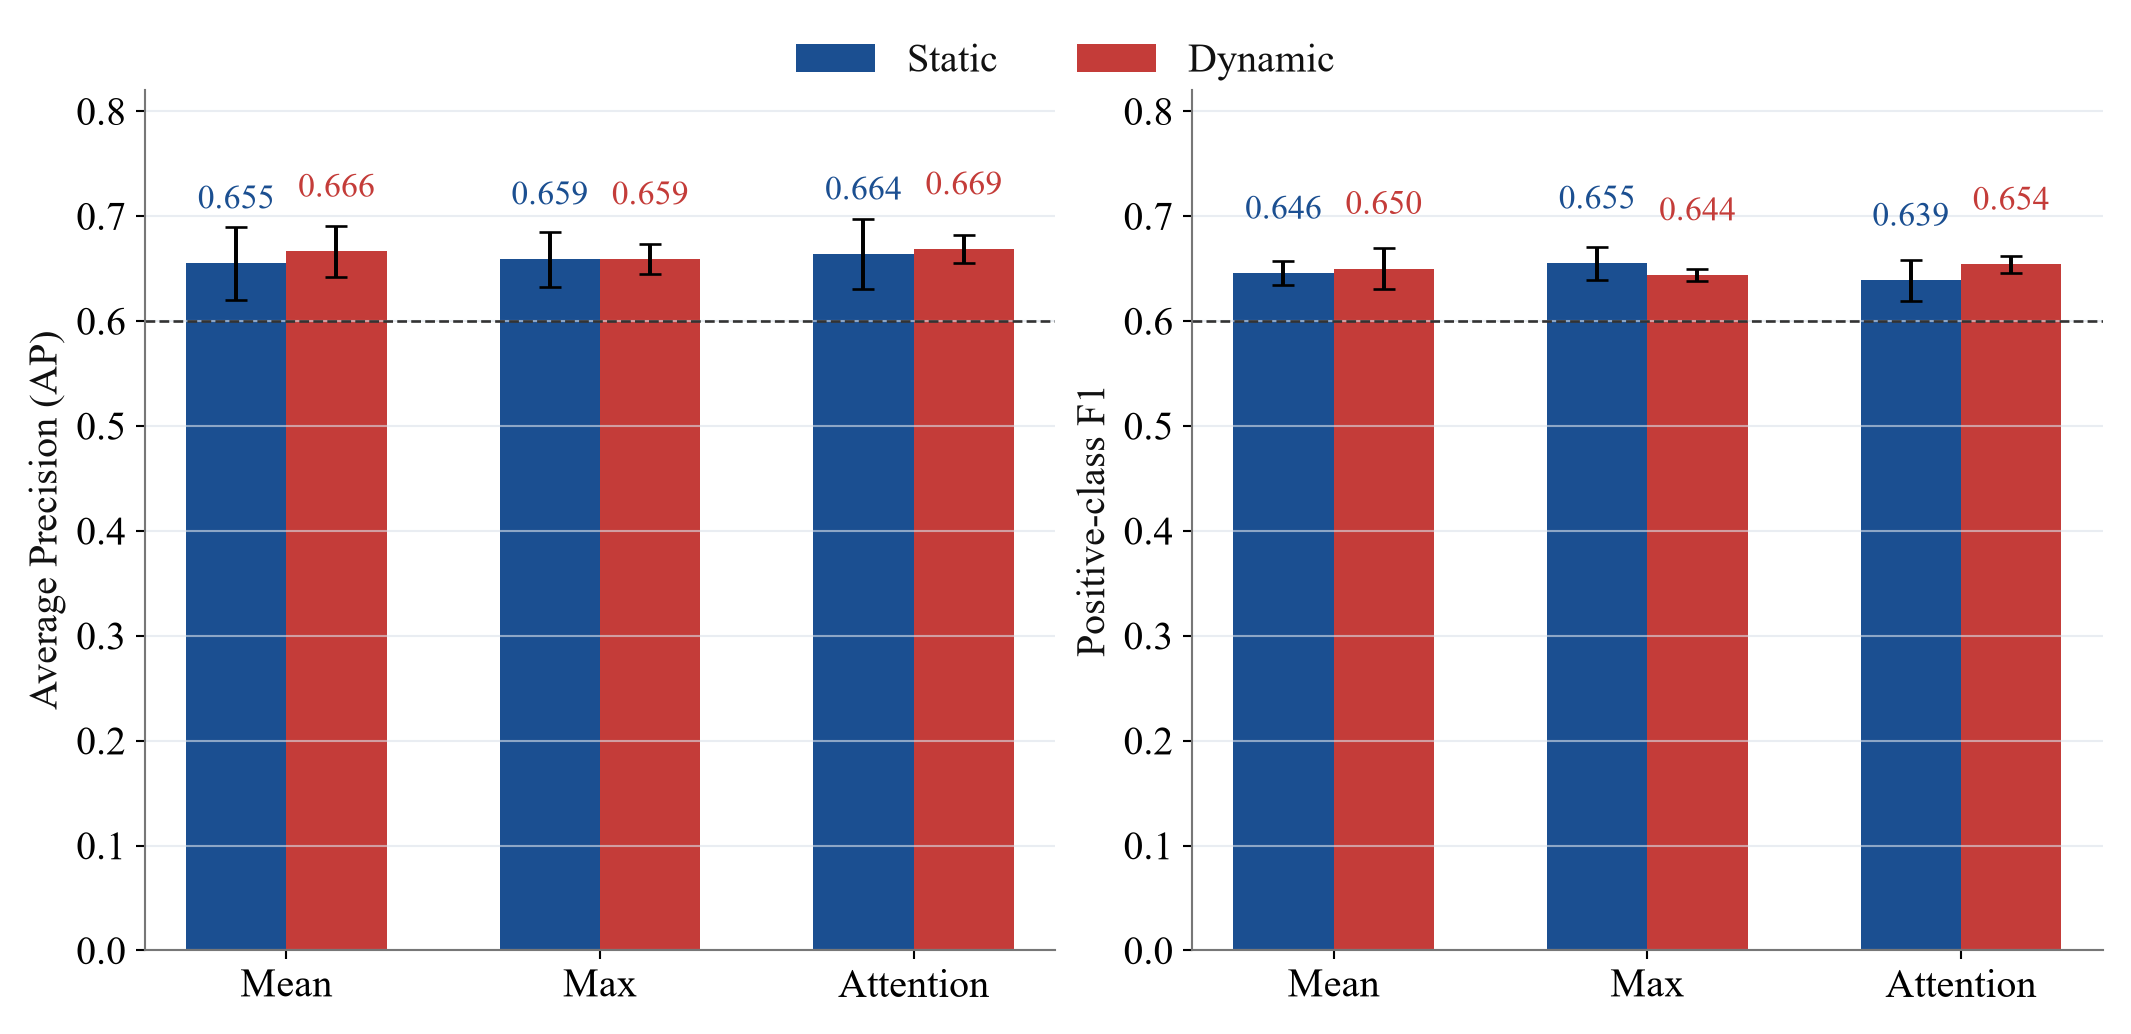 Static Dynamic
Average Precision (AP)
0.8
0.7
0.6
0.5
0.4
0.3
0.2
0.1
0.0
0.655 0.666 0.659 0.659 0.664 0.669
Mean Max Attention
Positive-class F1
0.8
0.7
0.6
0.5
0.4
0.3
0.2
0.1
0.0
0.646 0.650 0.655 0.644 0.639 0.654
Mean Max Attention